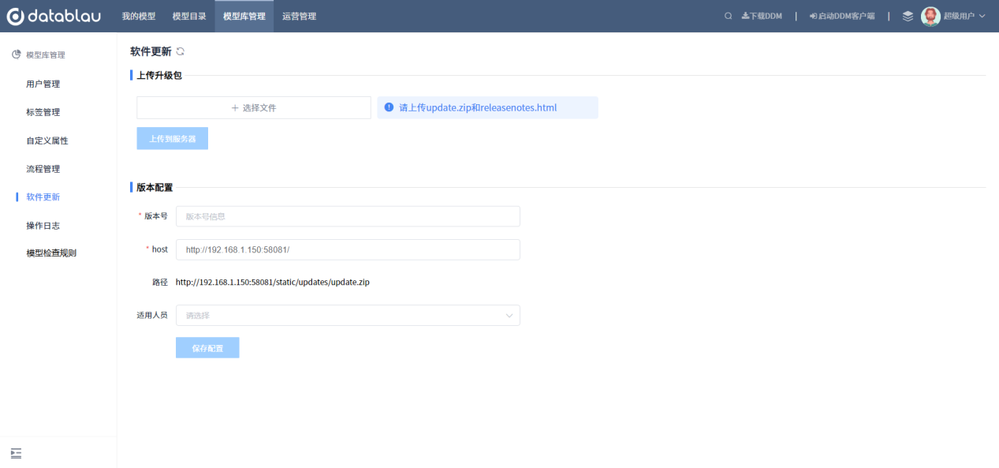 datablau
我的模型 模型目录 模型库管理 运营管理 下载DDM | 启动DDM客户端 | 超级用户
模型库管理
用户管理
标签管理
自定义属性
流程管理
软件更新
操作日志
模型检查规则
软件更新
上传升级包
+ 选择文件 请上传update.zip和releasenotes.html
上传到服务器
版本配置
* 版本号 版本号信息
* host http://192.168.1.150:58081/
路径 http://192.168.1.150:58081/static/updates/update.zip
适用人员 请选择
保存配置